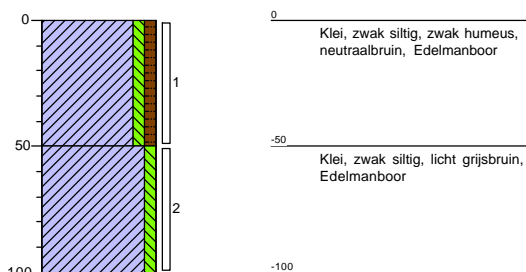 0
50
100
1
2
0
Klei, zwak siltig, zwak humeus,
neutraalbruin, Edelmanboor
-50
Klei, zwak siltig, licht grijsbruin,
Edelmanboor
-100